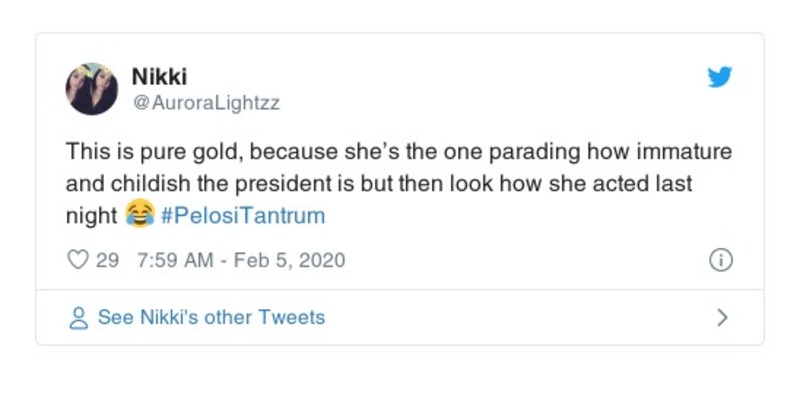 Nikki
@AuroraLightzz
This is pure gold, because she’s the one parading how immature
and childish the president is but then look how she acted last
night 😂 #PelosiTantrum
29 7:59 AM - Feb 5, 2020
See Nikki's other Tweets